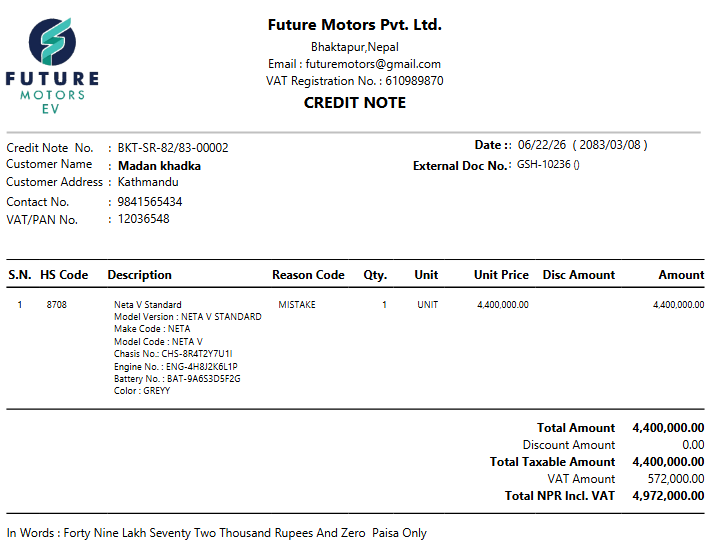 FUTURE
MOTORS
EV
Future Motors Pvt. Ltd.
Bhaktapur,Nepal
Email : futuremotors@gmail.com
VAT Registration No. : 610989870
CREDIT NOTE
Credit Note No. : BKT-SR-82/83-00002
Date :: 06/22/26 ( 2083/03/08 )
Customer Name : Madan khadka
External Doc No. : GSH-10236 ()
Customer Address : Kathmandu
Contact No. : 9841565434
VAT/PAN No. : 12036548
S.N. HS Code Description Reason Code Qty. Unit Unit Price Disc Amount Amount
1 8708 Neta V Standard MISTAKE 1 UNIT 4,400,000.00 4,400,000.00
Model Version : NETA V STANDARD
Make Code : NETA
Model Code : NETA V
Chasis No.: CHS-8R4T2Y7U1I
Engine No. : ENG-4H8J2K6L1P
Battery No. : BAT-9A6S3D5F2G
Color : GREYY
Total Amount 4,400,000.00
Discount Amount 0.00
Total Taxable Amount 4,400,000.00
VAT Amount 572,000.00
Total NPR Incl. VAT 4,972,000.00
In Words : Forty Nine Lakh Seventy Two Thousand Rupees And Zero Paisa Only